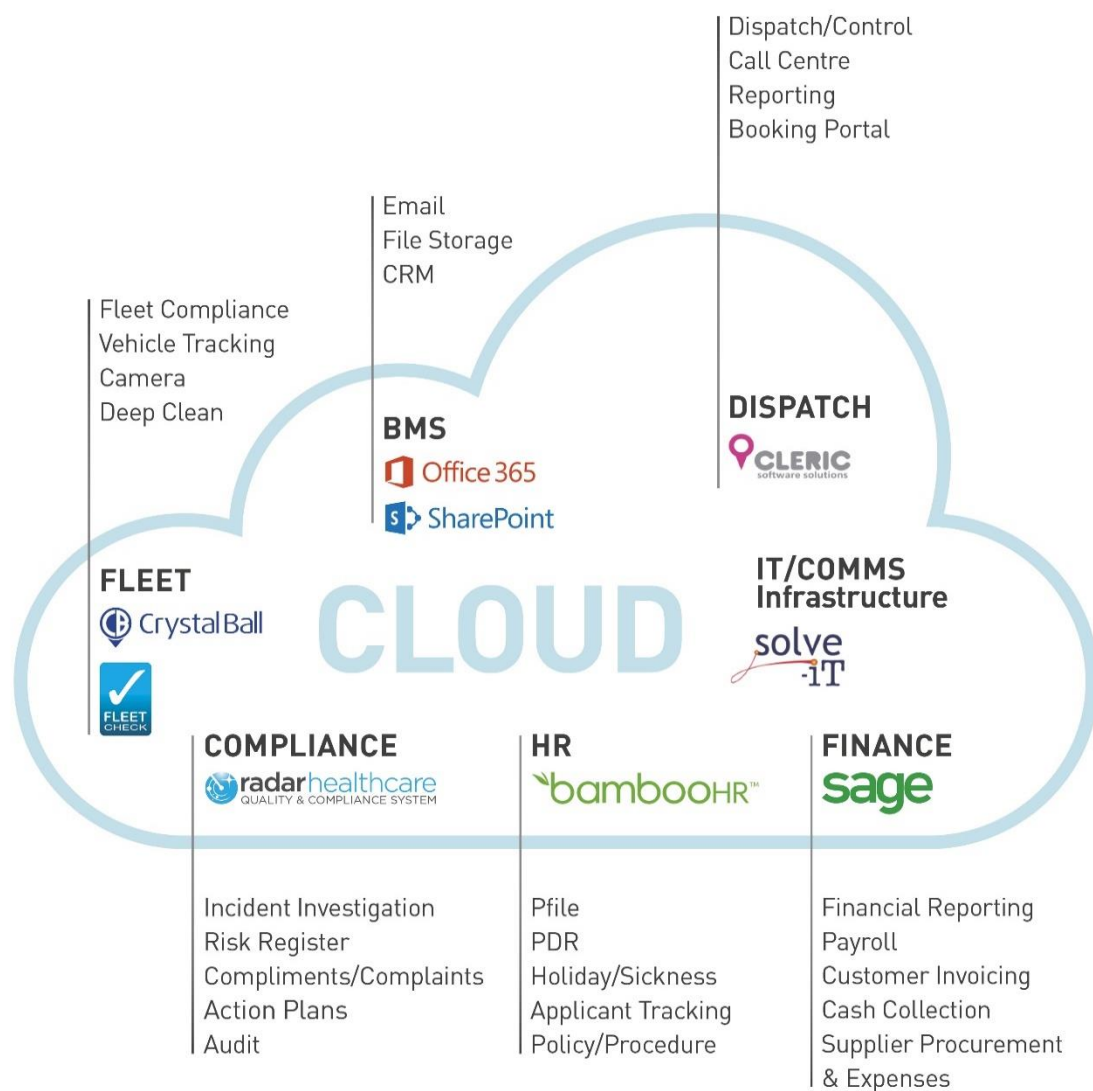 Dispatch/Control
Call Centre
Reporting
Booking Portal
Email
File Storage
CRM
Fleet Compliance
Vehicle Tracking
Camera
Deep Clean
BMS
Office 365
S SharePoint
DISPATCH
CLERIC
software solutions
FLEET
CB CrystalBall
FLEET
CHECK
CLOUD
IT/COMMS
Infrastructure
solve
-iT
COMPLIANCE
radarhealthcare
QUALITY & COMPLIANCE SYSTEM
HR
bambooHR™
FINANCE
sage
Incident Investigation
Risk Register
Compliments/Complaints
Action Plans
Audit
Pfile
PDR
Holiday/Sickness
Applicant Tracking
Policy/Procedure
Financial Reporting
Payroll
Customer Invoicing
Cash Collection
Supplier Procurement
& Expenses